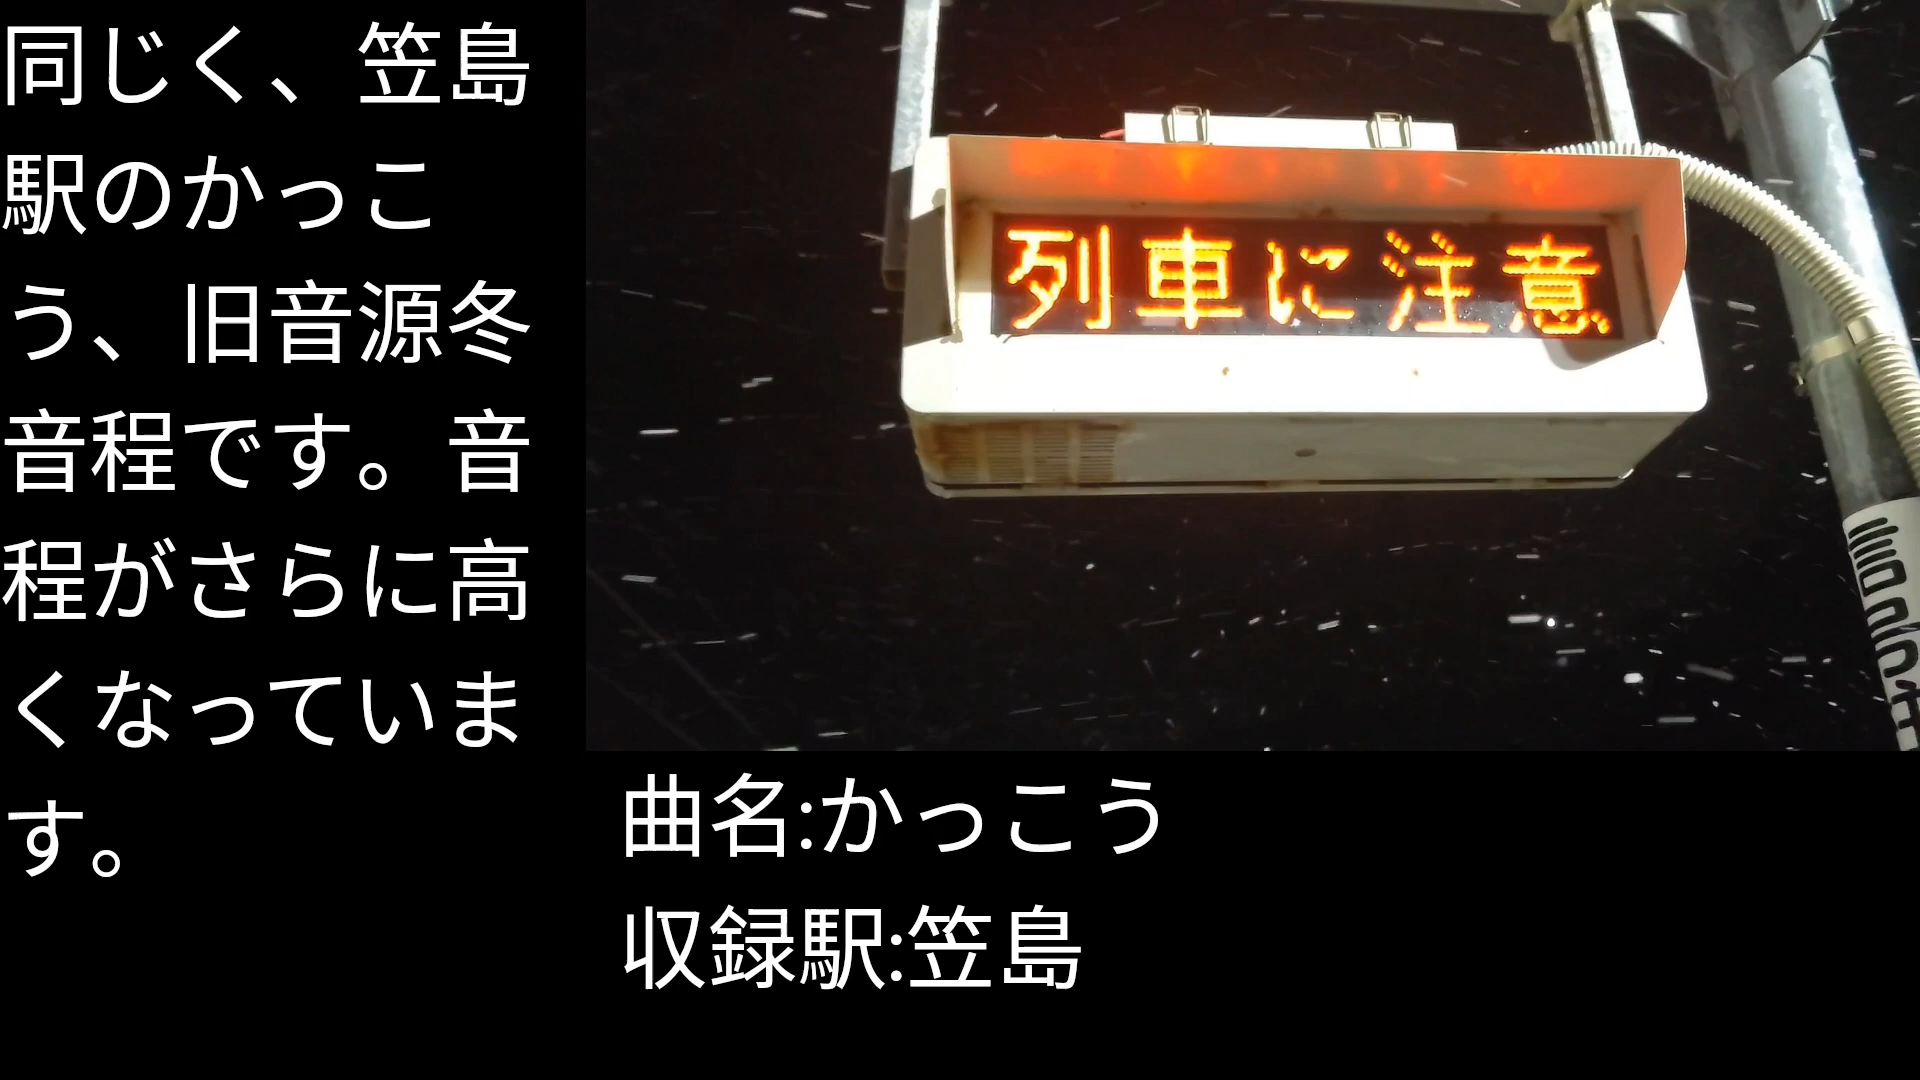 同じく、笠島
駅のかっこ
う、旧音源冬
音程です。音
程がさらに高
くなっていま
す。
列車に注意
曲名:かっこう
収録駅:笠島